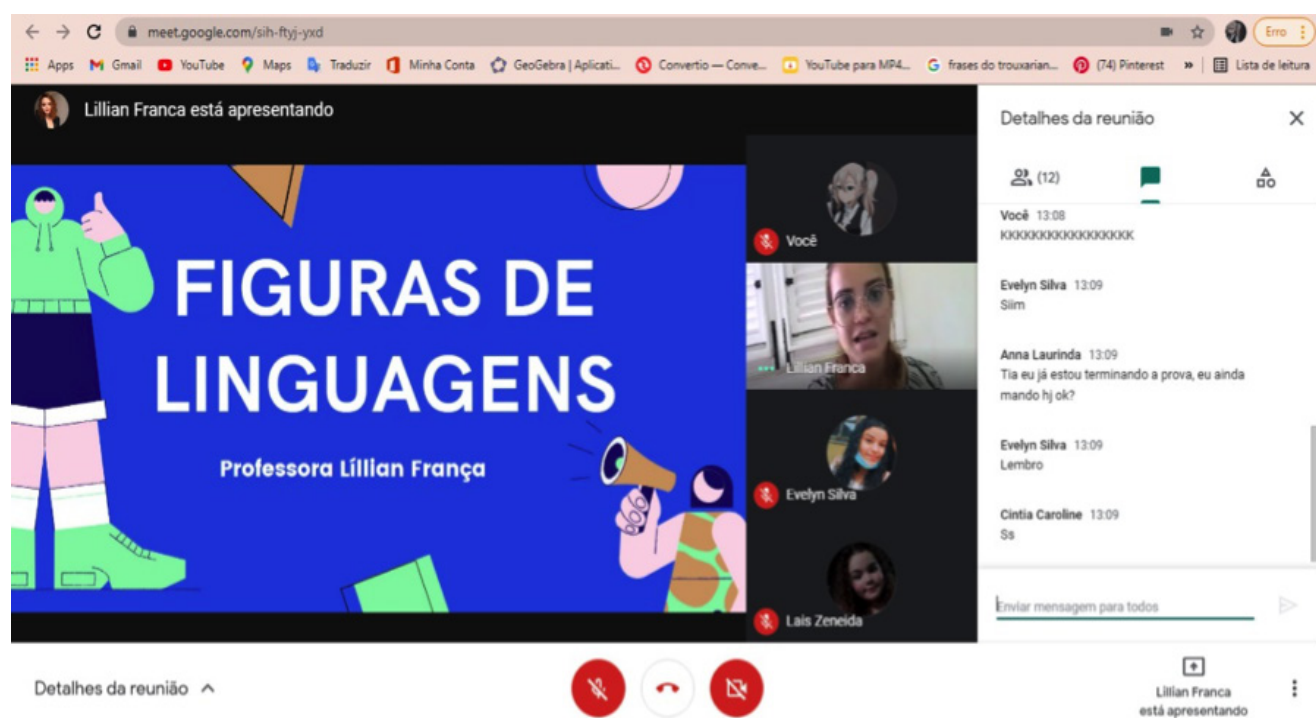 meet.google.com/sih-ftyj-yxd
Erro
Apps Gmail YouTube Maps Traduzir Minha Conta GeoGebra | Aplicati... Convertio — Conve... YouTube para MP4... frases do trouxarian... (74) Pinterest » Lista de leitura
Lillian Franca está apresentando
FIGURAS DE
LINGUAGENS
Professora Líllian França
Você
Lillian Franca
Evelyn Silva
Lais Zeneida
Detalhes da reunião
(12)
Você 13:08
KKKKKKKKKKKKKKKKK
Evelyn Silva 13:09
Siim
Anna Laurinda 13:09
Tia eu já estou terminando a prova, eu ainda
mando hj ok?
Evelyn Silva 13:09
Lembro
Cintia Caroline 13:09
Ss
Enviar mensagem para todos
Detalhes da reunião
Lillian Franca
está apresentando